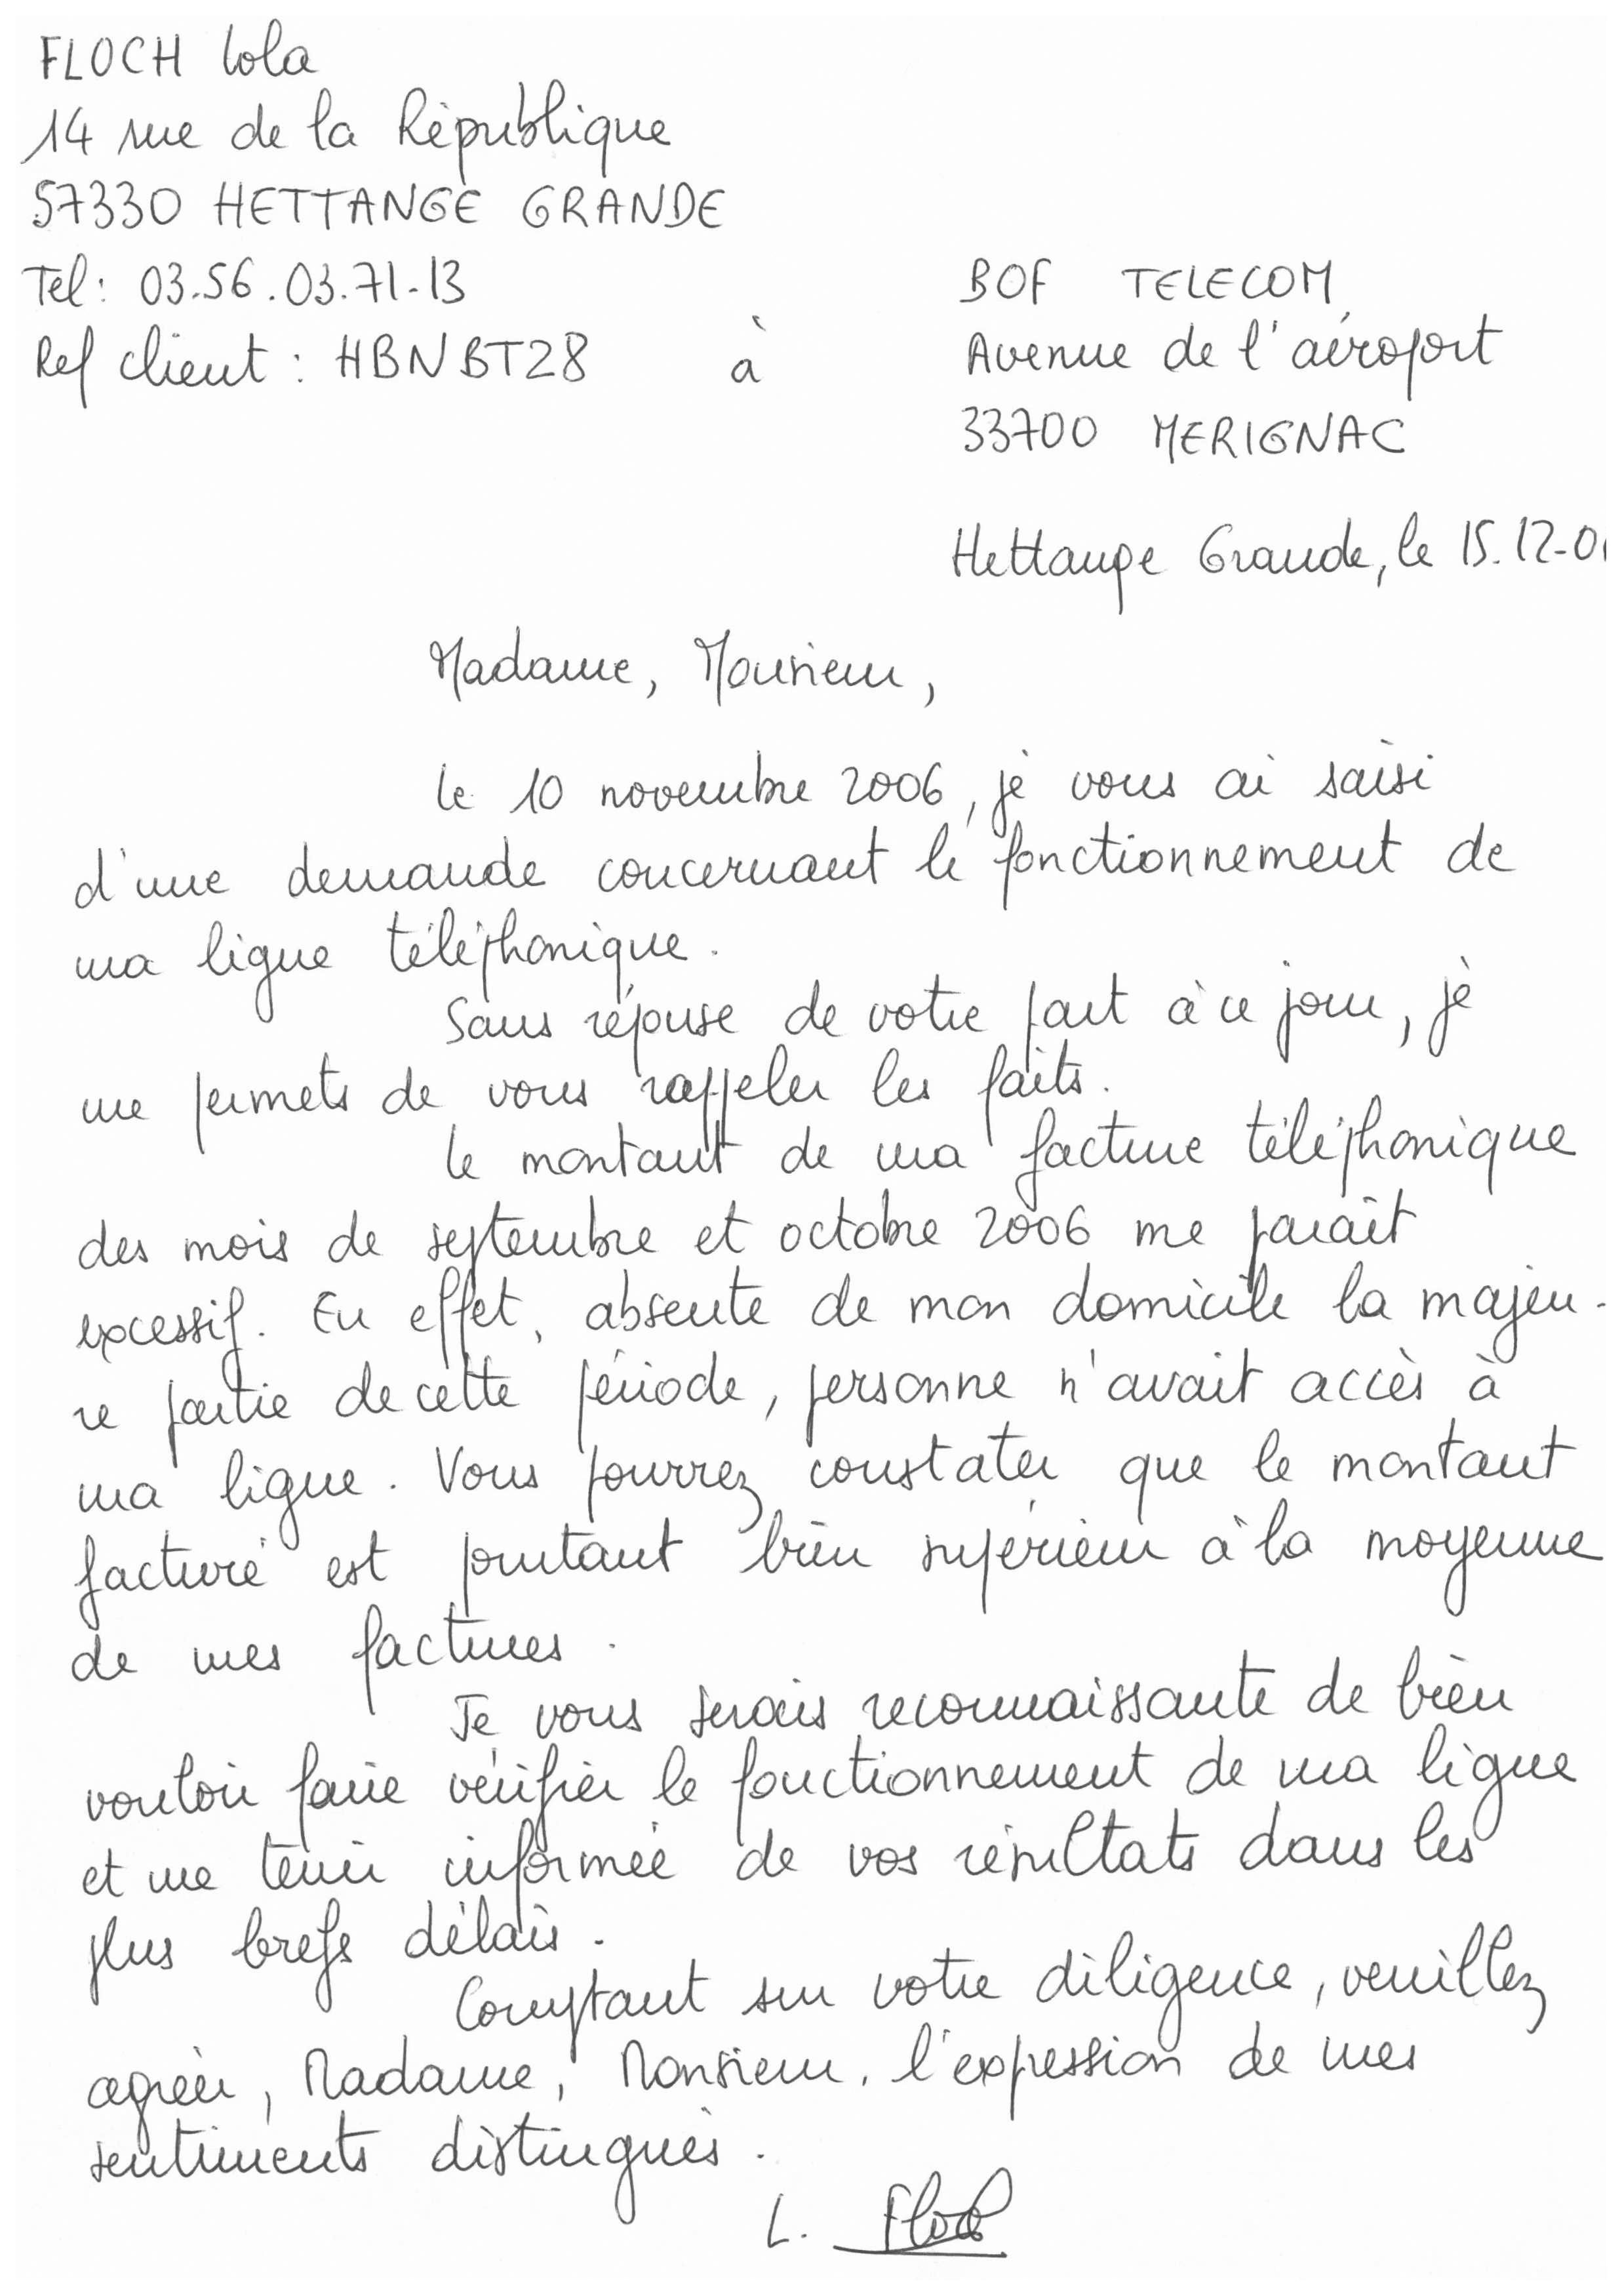 FLOCH Lola
14 rue de la République
57330 HETTANGE GRANDE
Tel : 03.56.03.71.13
Ref client : HBNBT28
à
BOF TELECOM
Avenue de l'aéroport
33700 MERIGNAC
Hettange Grande, le 15.12.0
Madame, Monsieur,
Le 10 novembre 2006, je vous ai saisi
d'une demande concernant le fonctionnement de
ma ligne téléphonique.
Sans réponse de votre part à ce jour, je
me permets de vous rappeler les faits.
Le montant de ma facture téléphonique
des mois de septembre et octobre 2006 me parait
excessif. En effet, absente de mon domicile la majeu-
re partie de cette période, personne n'avait accès à
ma ligne. Vous pourrez constater que le montant
facturé est pourtant bien supérieur à la moyenne
de mes factures.
Je vous serais reconnaissante de bien
vouloir faire vérifier le fonctionnement de ma ligne
et me tenir informée de vos résultats dans les
plus brefs délais.
Comptant sur votre diligence, veuillez
agréer, Madame, Monsieur, l'expression de mes
sentiments distingués.
L. Floch